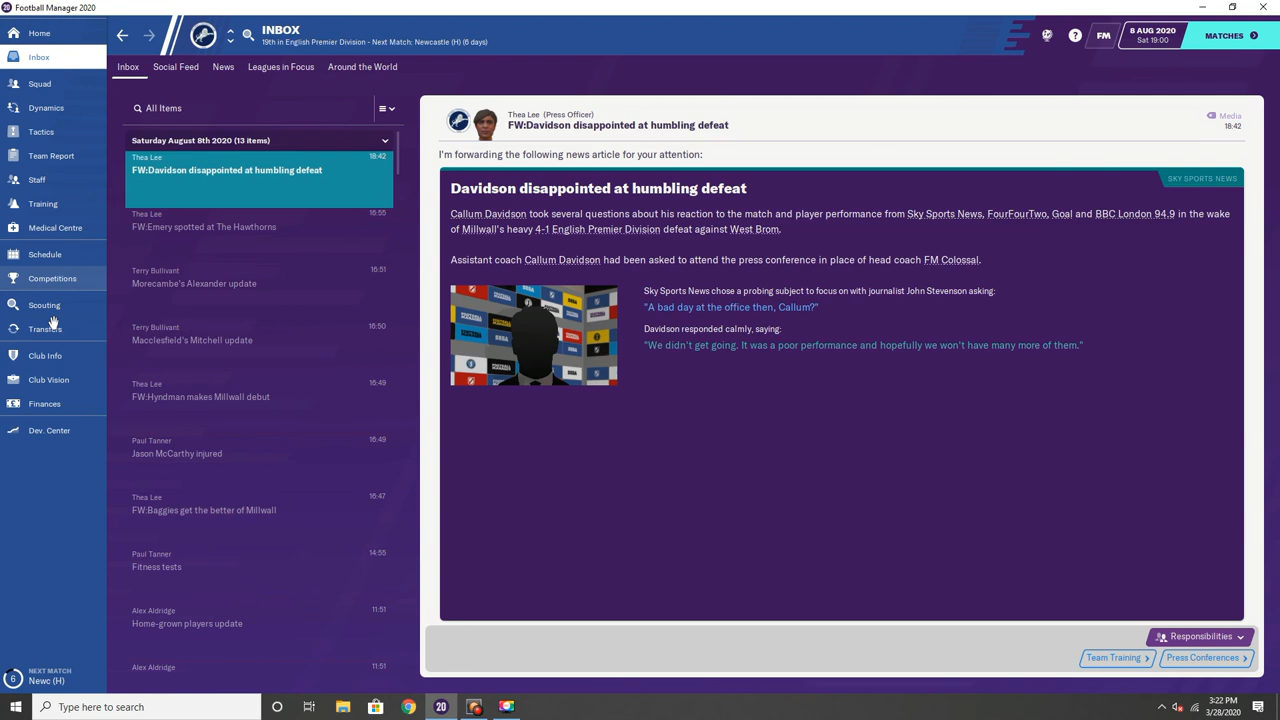 Football Manager 2020
Home
Inbox
Squad
Dynamics
Tactics
Team Report
Staff
Training
Medical Centre
Schedule
Competitions
Scouting
Transfers
Club Info
Club Vision
Finances
Dev. Center
NEXT MATCH
6
Newc (H)
INBOX
19th in English Premier Division - Next Match: Newcastle (H) (6 days)
?
FM
8 AUG 2020
Sat 19:00
MATCHES
Inbox Social Feed News Leagues in Focus Around the World
All Items
Saturday August 8th 2020 (13 items)
Thea Lee 18:42
FW:Davidson disappointed at humbling defeat
Thea Lee 16:55
FW:Emery spotted at The Hawthorns
Terry Bullivant 16:51
Morecambe's Alexander update
Terry Bullivant 16:50
Macclesfield's Mitchell update
Thea Lee 16:49
FW:Hyndman makes Millwall debut
Paul Tanner 16:49
Jason McCarthy injured
Thea Lee 16:47
FW:Baggies get the better of Millwall
Paul Tanner 14:55
Fitness tests
Alex Aldridge 11:51
Home-grown players update
Alex Aldridge 11:51
Thea Lee (Press Officer)
FW:Davidson disappointed at humbling defeat
Media
18:42
I'm forwarding the following news article for your attention:
SKY SPORTS NEWS
Davidson disappointed at humbling defeat
Callum Davidson took several questions about his reaction to the match and player performance from Sky Sports News, FourFourTwo, Goal and BBC London 94.9 in the wake
of Millwall's heavy 4-1 English Premier Division defeat against West Brom.
Assistant coach Callum Davidson had been asked to attend the press conference in place of head coach FM Colossal.
Sky Sports News chose a probing subject to focus on with journalist John Stevenson asking:
"A bad day at the office then, Callum?"
Davidson responded calmly, saying:
"We didn't get going. It was a poor performance and hopefully we won't have many more of them."
Responsibilities
Team Training
Press Conferences
Type here to search
20
3:22 PM
3/28/2020